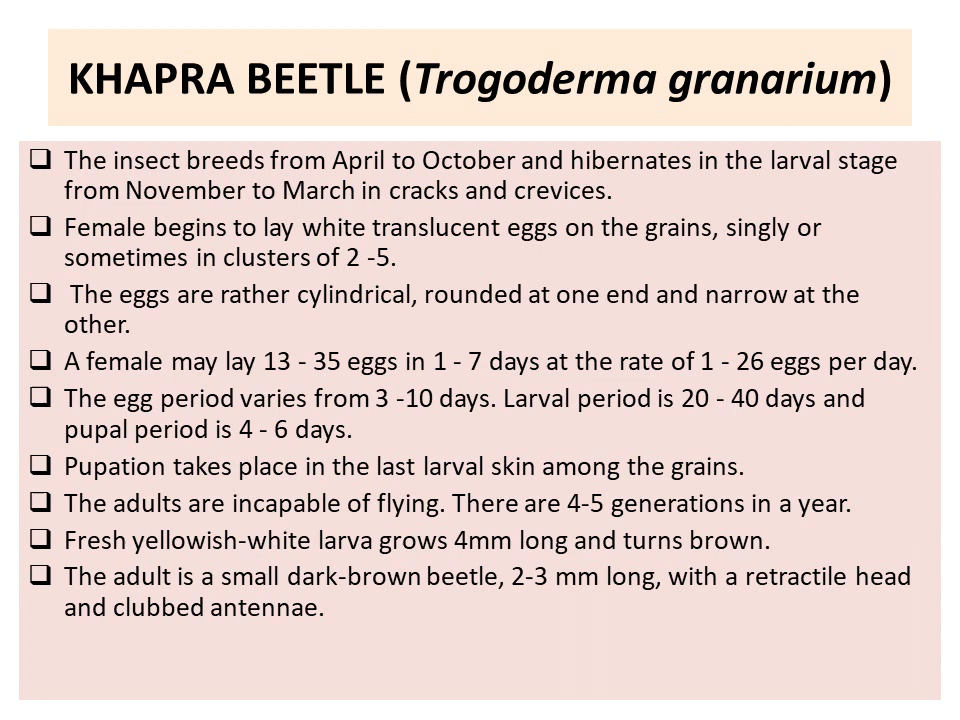 KHAPRA BEETLE (Trogoderma granarium)
❑ The insect breeds from April to October and hibernates in the larval stage
from November to March in cracks and crevices.
❑ Female begins to lay white translucent eggs on the grains, singly or
sometimes in clusters of 2 -5.
❑ The eggs are rather cylindrical, rounded at one end and narrow at the
other.
❑ A female may lay 13 - 35 eggs in 1 - 7 days at the rate of 1 - 26 eggs per day.
❑ The egg period varies from 3 -10 days. Larval period is 20 - 40 days and
pupal period is 4 - 6 days.
❑ Pupation takes place in the last larval skin among the grains.
❑ The adults are incapable of flying. There are 4-5 generations in a year.
❑ Fresh yellowish-white larva grows 4mm long and turns brown.
❑ The adult is a small dark-brown beetle, 2-3 mm long, with a retractile head
and clubbed antennae.